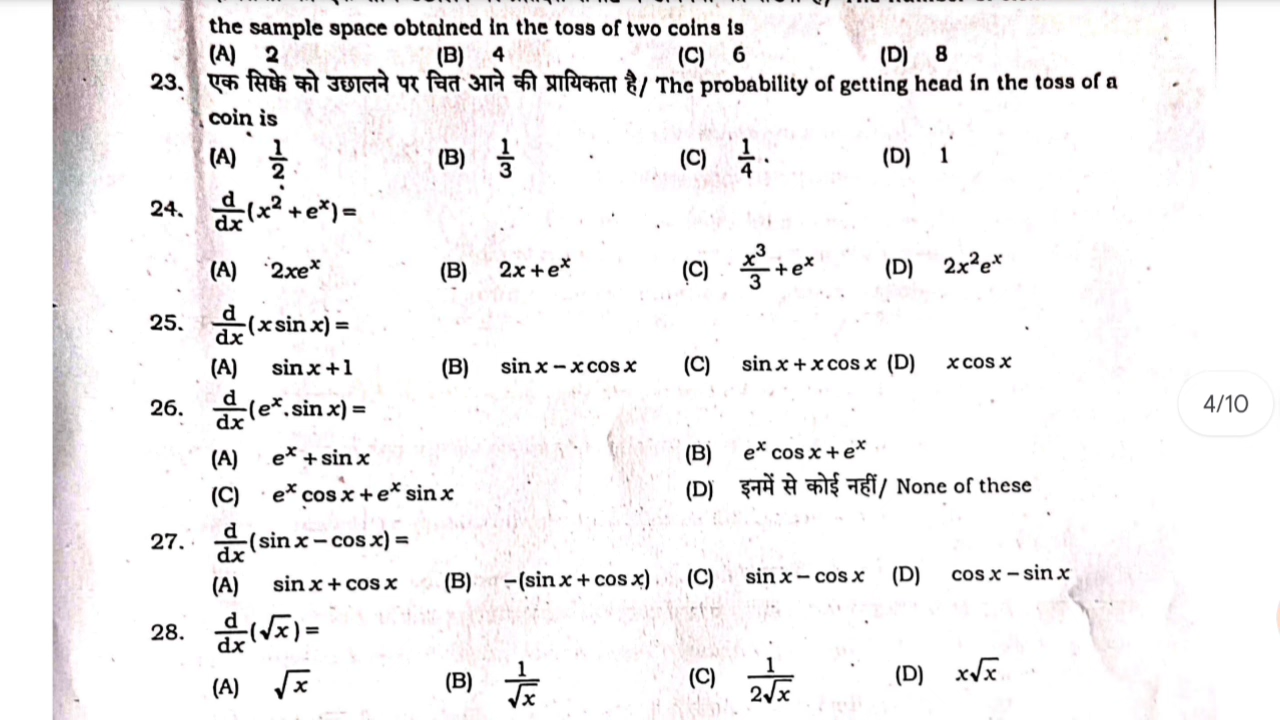 the sample space obtained in the toss of two coins is
(A) 2 (B) 4 (C) 6 (D) 8
23. एक सिक्के को उछालने पर चित आने की प्रायिकता है/ The probability of getting head in the toss of a
coin is
(A) 1/2 (B) 1/3 (C) 1/4 (D) 1
24. d/dx(x² + eˣ) =
(A) 2xeˣ (B) 2x + eˣ (C) x³/3 + eˣ (D) 2x²eˣ
25. d/dx(x sin x) =
(A) sin x + 1 (B) sin x – x cos x (C) sin x + x cos x (D) x cos x
26. d/dx(eˣ. sin x) =
(A) eˣ + sin x (B) eˣ cos x + eˣ
(C) eˣ cos x + eˣ sin x (D) इनमें से कोई नहीं/ None of these
27. d/dx(sin x – cos x) =
(A) sin x + cos x (B) –(sin x + cos x) (C) sin x – cos x (D) cos x – sin x
28. d/dx(√x) =
(A) √x (B) 1/√x (C) 1/2√x (D) x√x
4/10